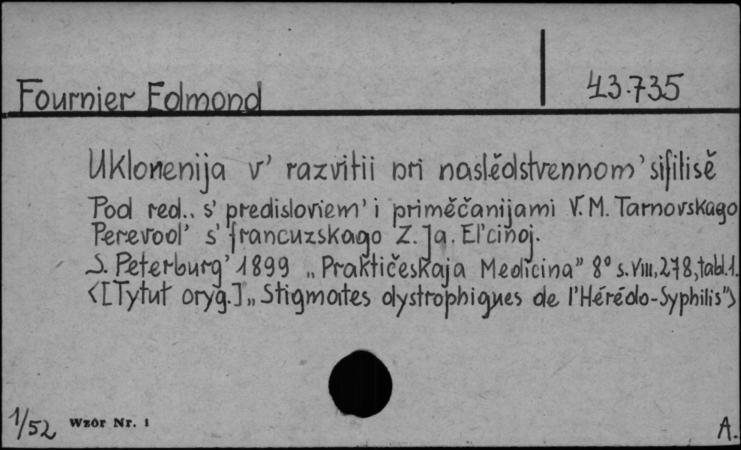 Fournier Edmond
43.735
Uklonenija v' razvitii pri naslědstvennom' sifilisě
Pod red., s' predisloviem' i priměčanijami V. M. Tarnovskago
Perevod' s' francuzskago Z. Ja. El'cinoj.
S. Peterburg' 1899 „Praktičeskaja Medicina" 8° s. VIII, 278, tabl. 1.
<[Tytuł oryg.] „Stigmates dystrophiques de l'Hérédo-Syphilis">
1/52
Wzór Nr. 1
A.